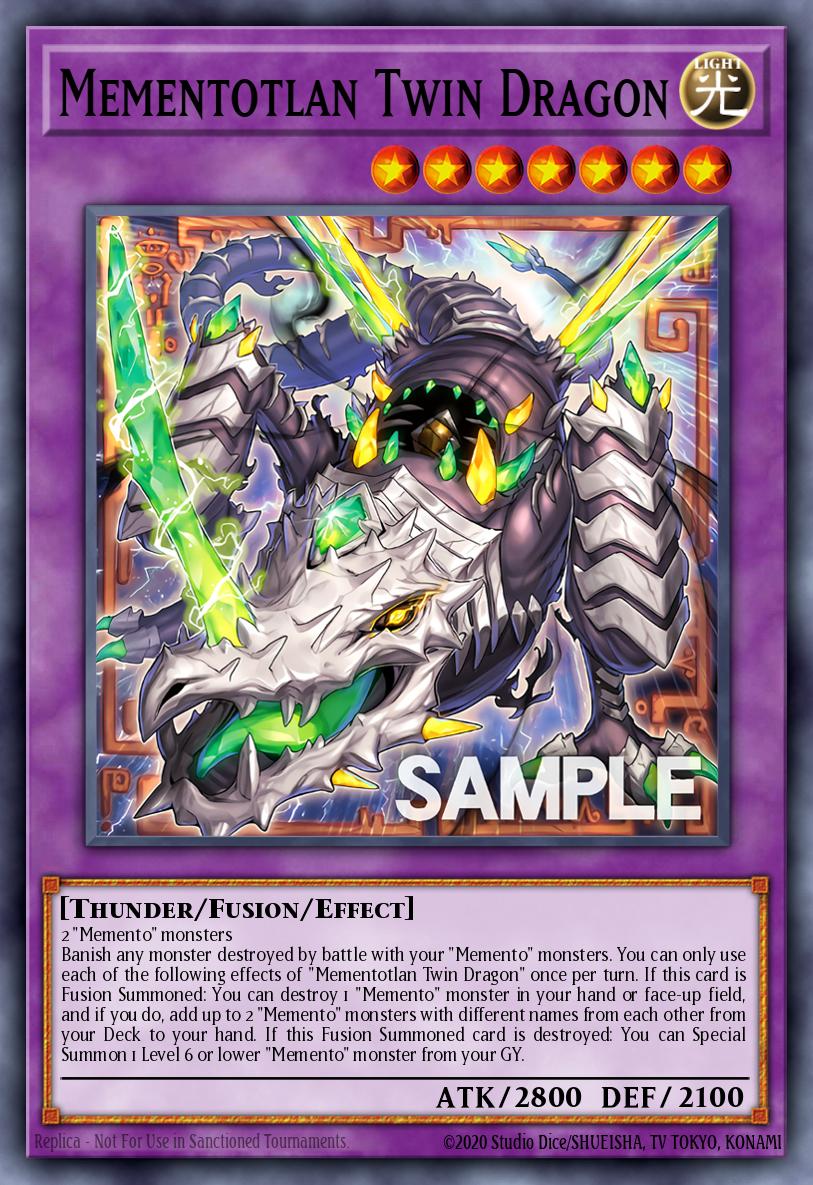 Mementotlan Twin Dragon
LIGHT
光
SAMPLE
[Thunder/Fusion/Effect]
2 "Memento" monsters
Banish any monster destroyed by battle with your "Memento" monsters. You can only use
each of the following effects of "Mementotlan Twin Dragon" once per turn. If this card is
Fusion Summoned: You can destroy 1 "Memento" monster in your hand or face-up field,
and if you do, add up to 2 "Memento" monsters with different names from each other from
your Deck to your hand. If this Fusion Summoned card is destroyed: You can Special
Summon 1 Level 6 or lower "Memento" monster from your GY.
ATK/2800 DEF/2100
Replica - Not For Use in Sanctioned Tournaments.
©2020 Studio Dice/SHUEISHA, TV TOKYO, KONAMI